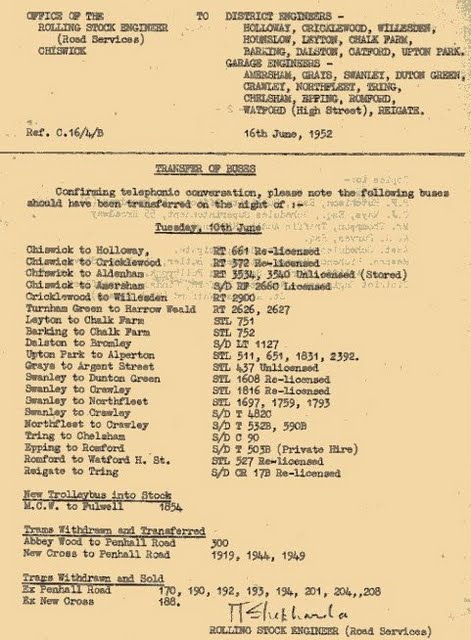 OFFICE OF THE TO DISTRICT ENGINEERS -
ROLLING STOCK ENGINEER HOLLOWAY, CRICKLEWOOD, WILLESDEN,
(Road Services) HOUNSLOW, LEYTON, CHALK FARM,
CHISWICK BARKING, DALSTON, CATFORD, UPTON PARK.
GARAGE ENGINEERS -
AMERSHAM, GRAYS, SWANLEY, DUTON GREEN,
CRAWLEY, NORTHFLEET, TRING,
CHELSHAM, EPPING, ROMFORD,
WATFORD (High Street), REIGATE.
Ref. C.16/4/B 16th June, 1952
TRANSFER OF BUSES
Confirming telephonic conversation, please note the following buses
should have been transferred on the night of :-
Tuesday, 10th June
Chiswick to Holloway, RT 661 Re-licensed
Chiswick to Cricklewood RT 372 Re-licensed
Chiswick to Aldenham RT 3534, 3540 Unlicensed (Stored)
Chiswick to Amersham S/D RF 266C Licensed
Cricklewood to Willesden RT 2900
Turnham Green to Harrow Weald RT 2626, 2627
Leyton to Chalk Farm STL 751
Barking to Chalk Farm STL 752
Dalston to Bromley S/D LT 1127
Upton Park to Alperton STL 511, 651, 1831, 2392.
Grays to Argent Street STL 437 Unlicensed
Swanley to Dunton Green STL 1608 Re-licensed
Swanley to Crawley STL 1816 Re-licensed
Swanley to Northfleet STL 1697, 1759, 1793
Swanley to Crawley S/D T 482C
Northfleet to Crawley S/D T 532B, 590B
Tring to Chelsham S/D C 90
Epping to Romford S/D T 503B (Private Hire)
Romford to Watford H. St. STL 527 Re-licensed
Reigate to Tring S/D CR 17B Re-licensed
New Trolleybus into Stock
M.C.W. to Fulwell 1854
Trams Withdrawn and Transferred
Abbey Wood to Penhall Road 300
New Cross to Penhall Road 1919, 1944, 1949
Trams Withdrawn and Sold
Ex Penhall Road 170, 190, 192, 193, 194, 201, 204,,208
Ex New Cross 188.
ROLLING STOCK ENGINEER (Road Services)